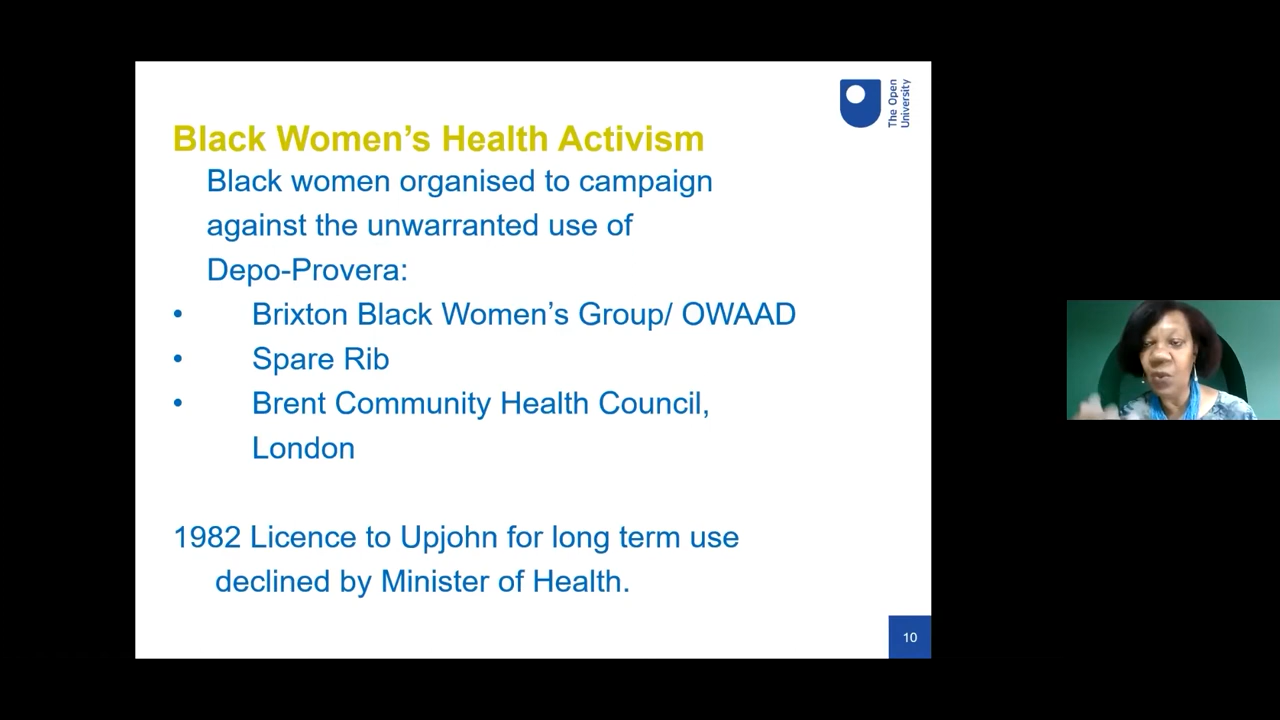 The Open
University
Black Women's Health Activism
Black women organised to campaign
against the unwarranted use of
Depo-Provera:
• Brixton Black Women's Group/ OWAAD
• Spare Rib
• Brent Community Health Council,
London
1982 Licence to Upjohn for long term use
declined by Minister of Health.
10